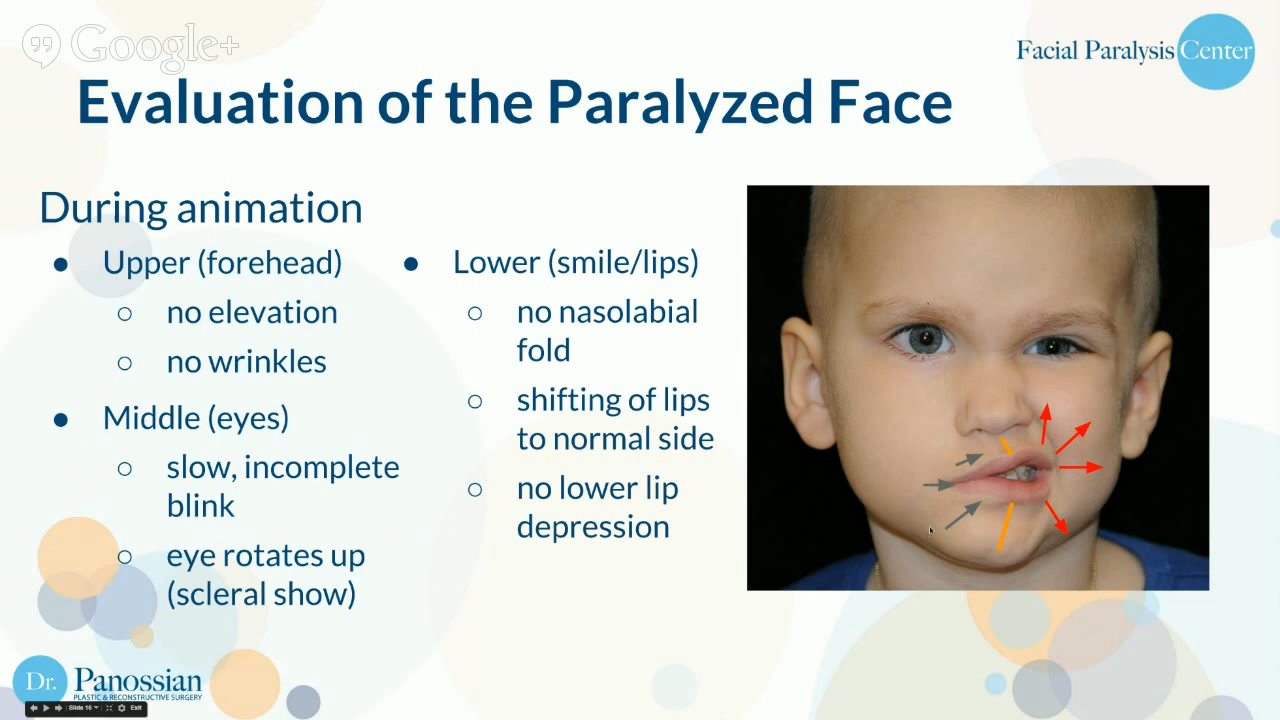 Google+
Facial Paralysis Center
Evaluation of the Paralyzed Face
During animation
● Upper (forehead)
○ no elevation
○ no wrinkles
● Middle (eyes)
○ slow, incomplete
blink
○ eye rotates up
(scleral show)
● Lower (smile/lips)
○ no nasolabial
fold
○ shifting of lips
to normal side
○ no lower lip
depression
Dr. Panossian
PLASTIC & RECONSTRUCTIVE SURGERY
Slide 16 Exit